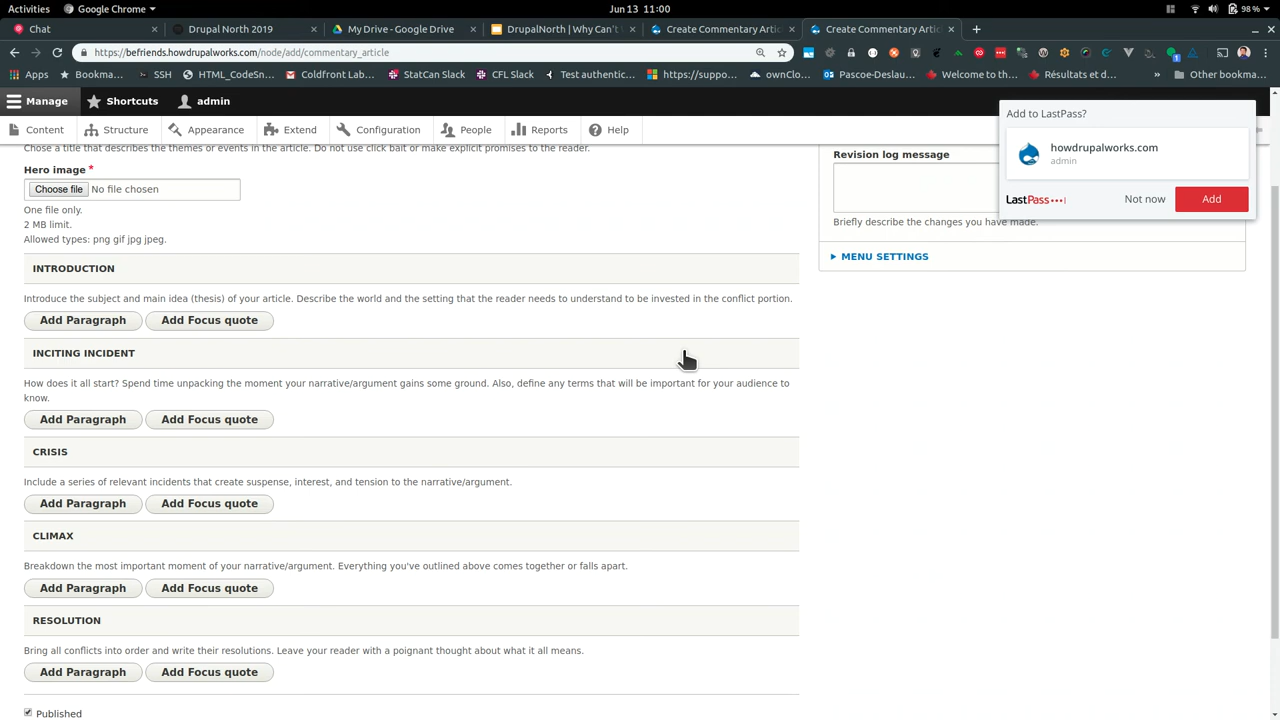 Activities
Google Chrome
Jun 13 11:00
98%
Chat
Drupal North 2019
My Drive - Google Drive
DrupalNorth | Why Can't
Create Commentary Artic
Create Commentary Artic
https://befriends.howdrupalworks.com/node/add/commentary_article
Apps
Bookma...
SSH
HTML_CodeSn...
Coldfront Lab...
StatCan Slack
CFL Slack
Test authentic...
https://suppo...
ownClo...
Pascoe-Deslau...
Welcome to th...
Résultats et d...
»
Other bookma...
Manage
Shortcuts
admin
Content
Structure
Appearance
Extend
Configuration
People
Reports
Help
Add to LastPass?
howdrupalworks.com
admin
LastPass
Not now
Add
Choose a title that describes the themes or events in the article. Do not use click bait or make explicit promises to the reader.
Hero image *
Choose file No file chosen
One file only.
2 MB limit.
Allowed types: png gif jpg jpeg.
INTRODUCTION
Introduce the subject and main idea (thesis) of your article. Describe the world and the setting that the reader needs to understand to be invested in the conflict portion.
Add Paragraph
Add Focus quote
INCITING INCIDENT
How does it all start? Spend time unpacking the moment your narrative/argument gains some ground. Also, define any terms that will be important for your audience to
know.
Add Paragraph
Add Focus quote
CRISIS
Include a series of relevant incidents that create suspense, interest, and tension to the narrative/argument.
Add Paragraph
Add Focus quote
CLIMAX
Breakdown the most important moment of your narrative/argument. Everything you've outlined above comes together or falls apart.
Add Paragraph
Add Focus quote
RESOLUTION
Bring all conflicts into order and write their resolutions. Leave your reader with a poignant thought about what it all means.
Add Paragraph
Add Focus quote
Published
Revision log message
Briefly describe the changes you have made.
MENU SETTINGS